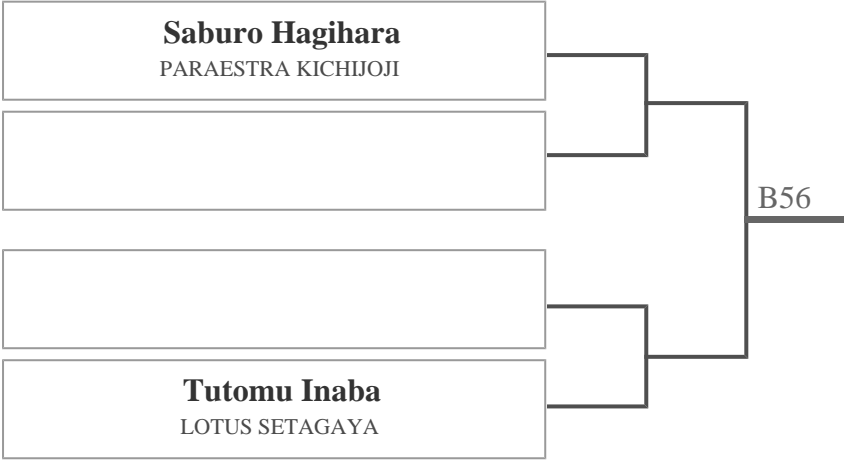 Saburo Hagihara
PARAESTRA KICHIJOJI
B56
Tutomu Inaba
LOTUS SETAGAYA